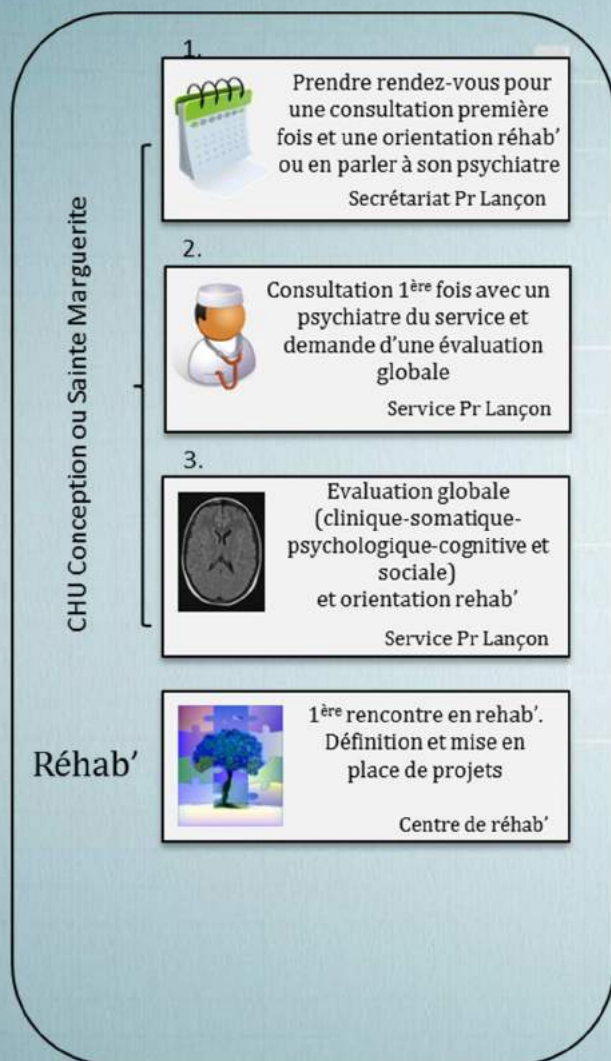 1.
Prendre rendez-vous pour
une consultation première
fois et une orientation réhab’
ou en parler à son psychiatre
Secrétariat Pr Lançon
CHU Conception ou Sainte Marguerite
2.
Consultation 1ère fois avec un
psychiatre du service et
demande d’une évaluation
globale
Service Pr Lançon
3.
Evaluation globale
(clinique-somatique-
psychologique-cognitive et
sociale)
et orientation rehab’
Service Pr Lançon
Réhab’
1ère rencontre en rehab’.
Définition et mise en
place de projets
Centre de réhab’